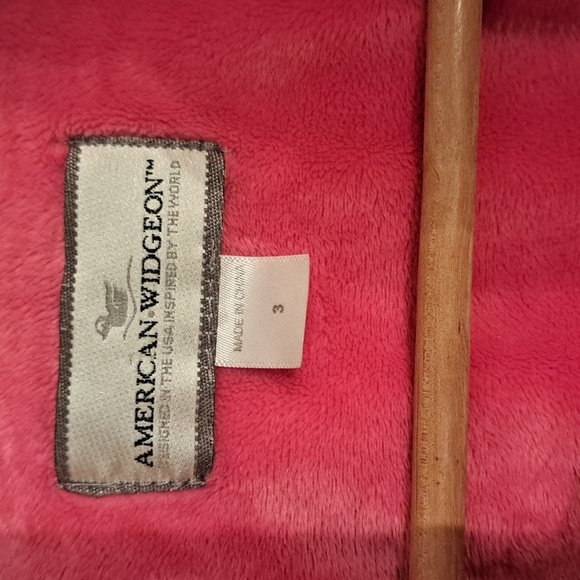 AMERICAN·WIDGEON™
DESIGNED IN THE USA INSPIRED BY THE WORLD
MADE IN CHINA
3